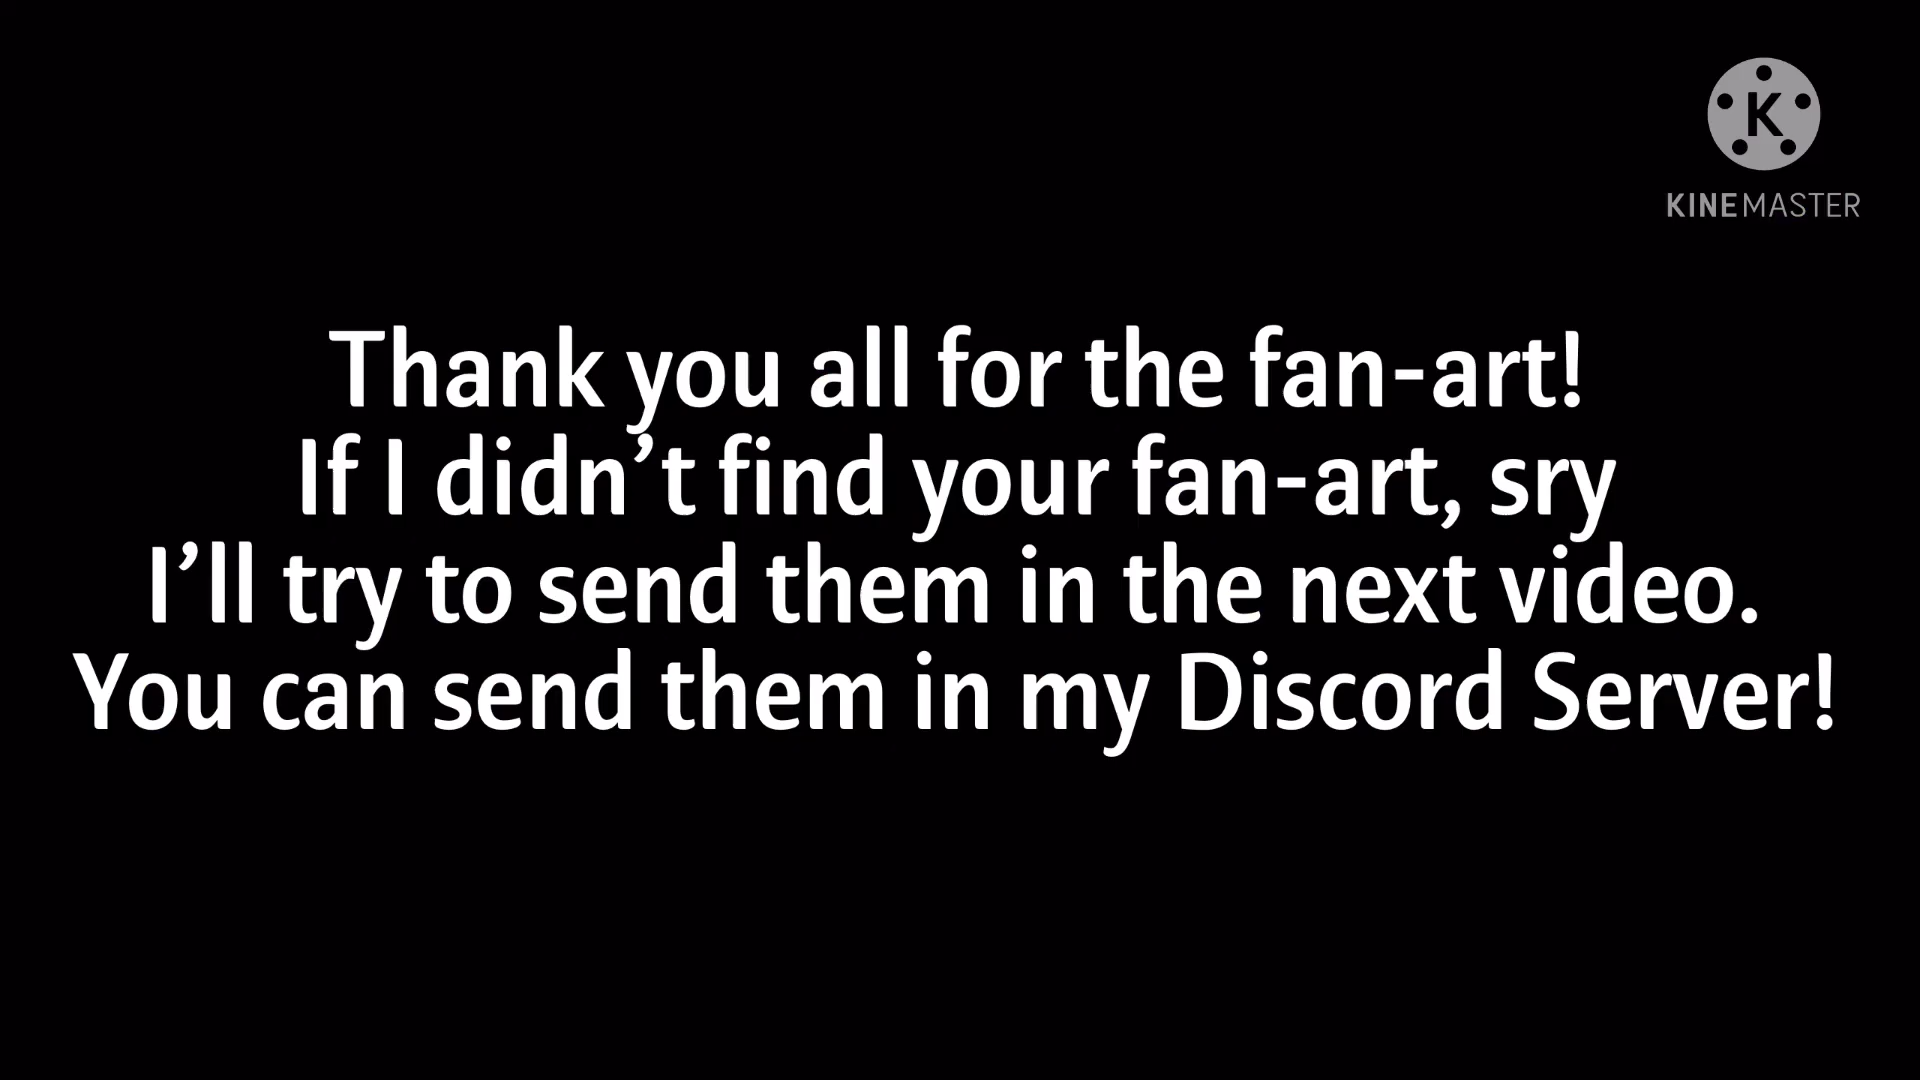 K
KINEMASTER
Thank you all for the fan-art!
If I didn’t find your fan-art, sry
I’ll try to send them in the next video.
You can send them in my Discord Server!